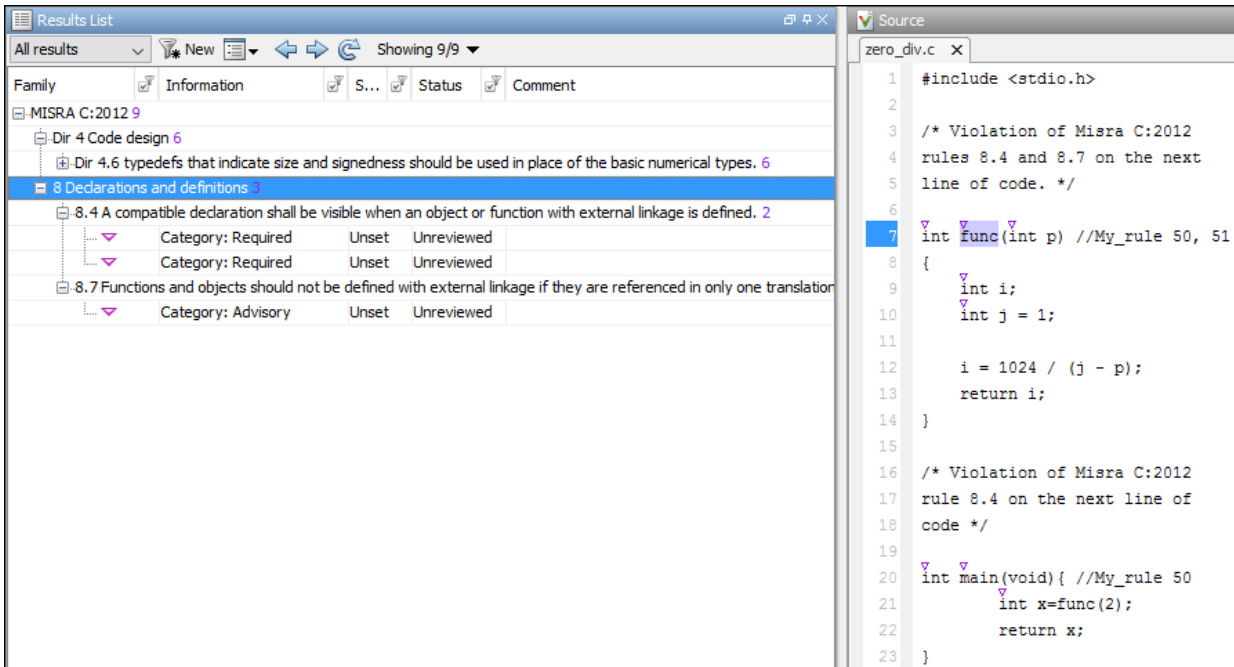 Results List
All results New Showing 9/9
Family Information S... Status Comment
MISRA C:2012 9
Dir 4 Code design 6
Dir 4.6 typedefs that indicate size and signedness should be used in place of the basic numerical types. 6
8 Declarations and definitions 3
8.4 A compatible declaration shall be visible when an object or function with external linkage is defined. 2
Category: Required Unset Unreviewed
Category: Required Unset Unreviewed
8.7 Functions and objects should not be defined with external linkage if they are referenced in only one translation
Category: Advisory Unset Unreviewed
Source
zero_div.c X
1 #include <stdio.h>
2
3 /* Violation of Misra C:2012
4 rules 8.4 and 8.7 on the next
5 line of code. */
6
7 int func(int p) //My_rule 50, 51
8 {
9 int i;
10 int j = 1;
11
12 i = 1024 / (j - p);
13 return i;
14 }
15
16 /* Violation of Misra C:2012
17 rule 8.4 on the next line of
18 code */
19
20 int main(void){ //My_rule 50
21 int x=func(2);
22 return x;
23 }